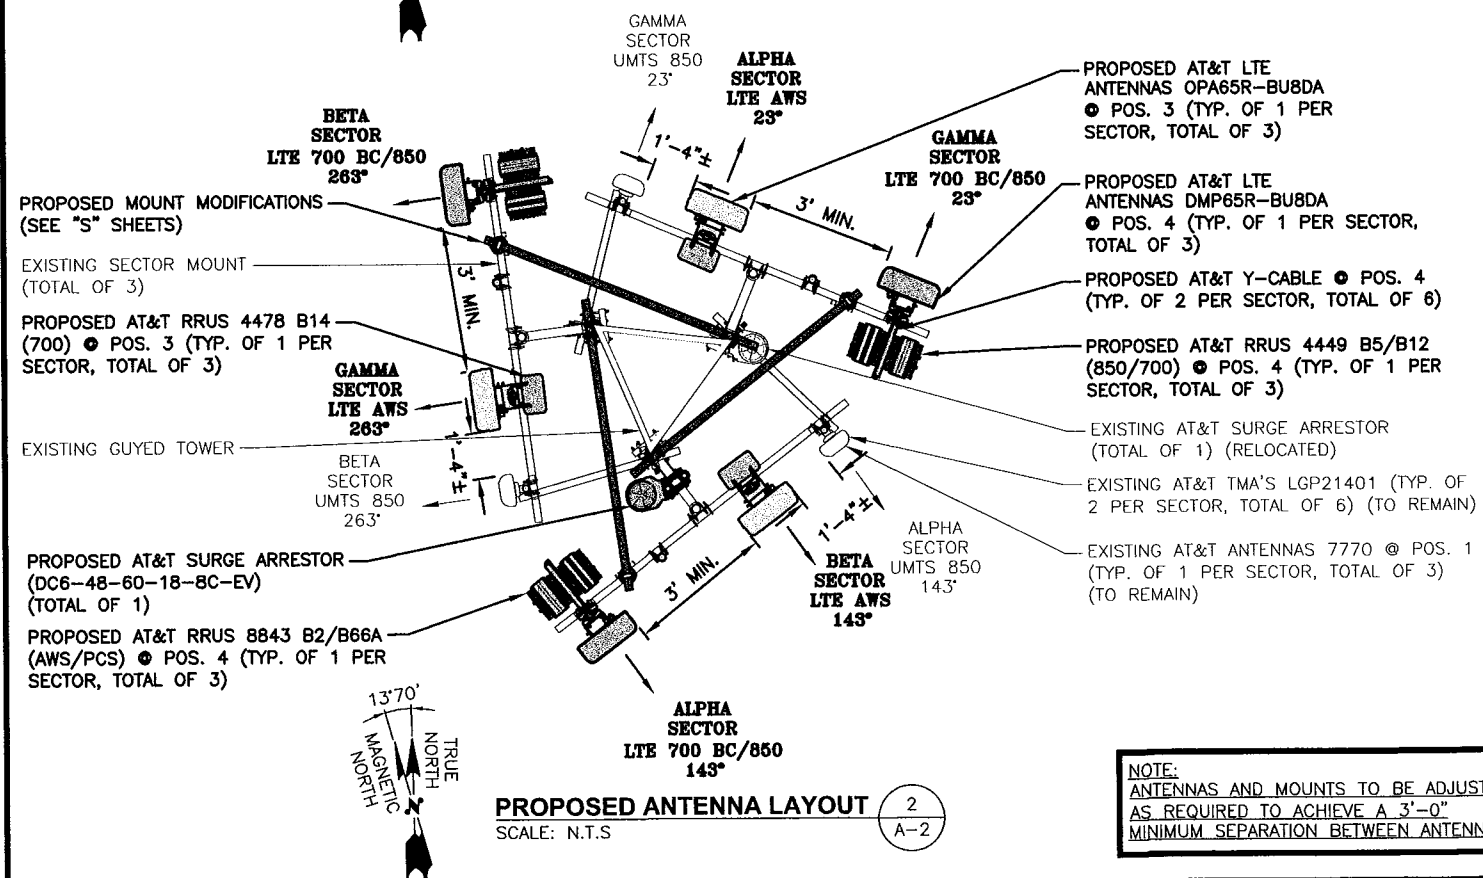 GAMMA
SECTOR
UMTS 850
23°
ALPHA
SECTOR
LTE AWS
23°
BETA
SECTOR
LTE 700 BC/850
263°
GAMMA
SECTOR
LTE 700 BC/850
23°
1'-4"±
3' MIN.
PROPOSED AT&T LTE
ANTENNAS OPA65R-BU8DA
@ POS. 3 (TYP. OF 1 PER
SECTOR, TOTAL OF 3)
PROPOSED AT&T LTE
ANTENNAS DMP65R-BU8DA
@ POS. 4 (TYP. OF 1 PER SECTOR,
TOTAL OF 3)
PROPOSED AT&T Y-CABLE @ POS. 4
(TYP. OF 2 PER SECTOR, TOTAL OF 6)
PROPOSED AT&T RRUS 4449 B5/B12
(850/700) @ POS. 4 (TYP. OF 1 PER
SECTOR, TOTAL OF 3)
EXISTING AT&T SURGE ARRESTOR
(TOTAL OF 1) (RELOCATED)
EXISTING AT&T TMA'S LGP21401 (TYP. OF
2 PER SECTOR, TOTAL OF 6) (TO REMAIN)
EXISTING AT&T ANTENNAS 7770 @ POS. 1
(TYP. OF 1 PER SECTOR, TOTAL OF 3)
(TO REMAIN)
PROPOSED MOUNT MODIFICATIONS
(SEE "S" SHEETS)
EXISTING SECTOR MOUNT
(TOTAL OF 3)
PROPOSED AT&T RRUS 4478 B14
(700) @ POS. 3 (TYP. OF 1 PER
SECTOR, TOTAL OF 3)
3' MIN.
GAMMA
SECTOR
LTE AWS
263°
EXISTING GUYED TOWER
1'-4"±
BETA
SECTOR
UMTS 850
263°
PROPOSED AT&T SURGE ARRESTOR
(DC6-48-60-18-8C-EV)
(TOTAL OF 1)
PROPOSED AT&T RRUS 8843 B2/B66A
(AWS/PCS) @ POS. 4 (TYP. OF 1 PER
SECTOR, TOTAL OF 3)
3' MIN.
1'-4"±
BETA
SECTOR
LTE AWS
143°
ALPHA
SECTOR
UMTS 850
143°
ALPHA
SECTOR
LTE 700 BC/850
143°
13°70'
TRUE
NORTH
MAGNETIC
NORTH
N
PROPOSED ANTENNA LAYOUT
SCALE: N.T.S
2
A-2
NOTE:
ANTENNAS AND MOUNTS TO BE ADJUST
AS REQUIRED TO ACHIEVE A 3'-0"
MINIMUM SEPARATION BETWEEN ANTENN